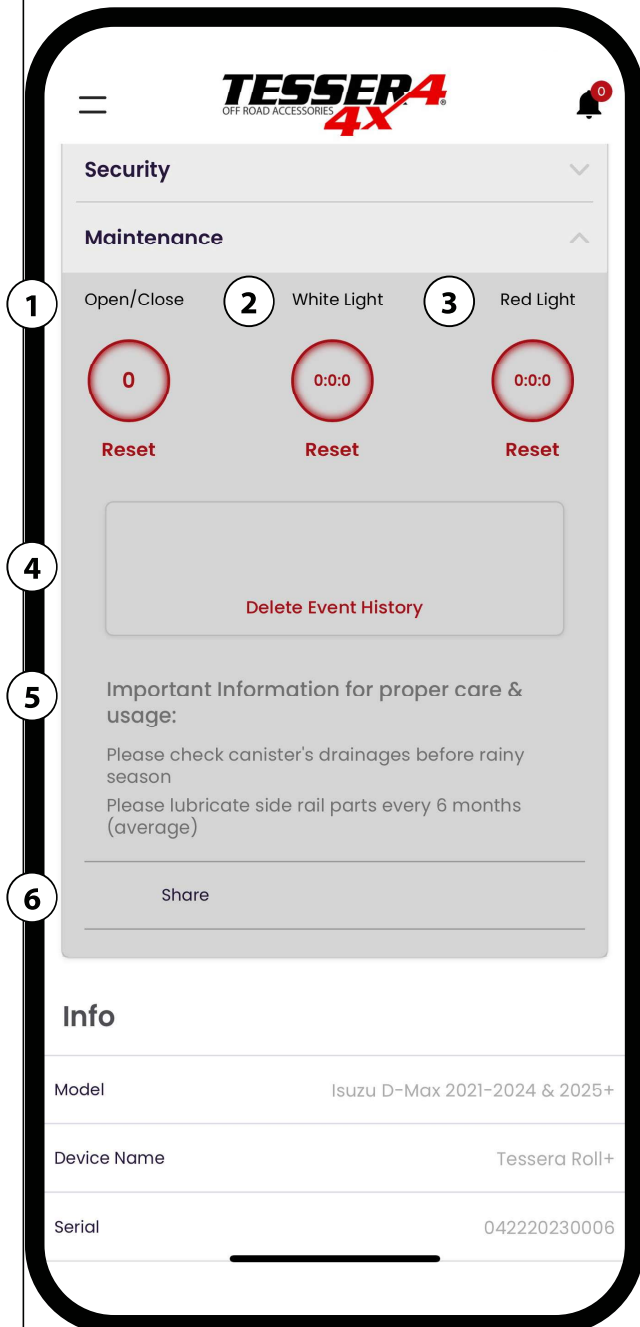 TESSER4
OFF ROAD ACCESSORIES
4X
®
0
Security
Maintenance
1 Open/Close 2 White Light 3 Red Light
0 0:0:0 0:0:0
Reset Reset Reset
4
Delete Event History
5
Important Information for proper care &
usage:
Please check canister's drainages before rainy
season
Please lubricate side rail parts every 6 months
(average)
6 Share
Info
Model Isuzu D-Max 2021-2024 & 2025+
Device Name Tessera Roll+
Serial 042220230006